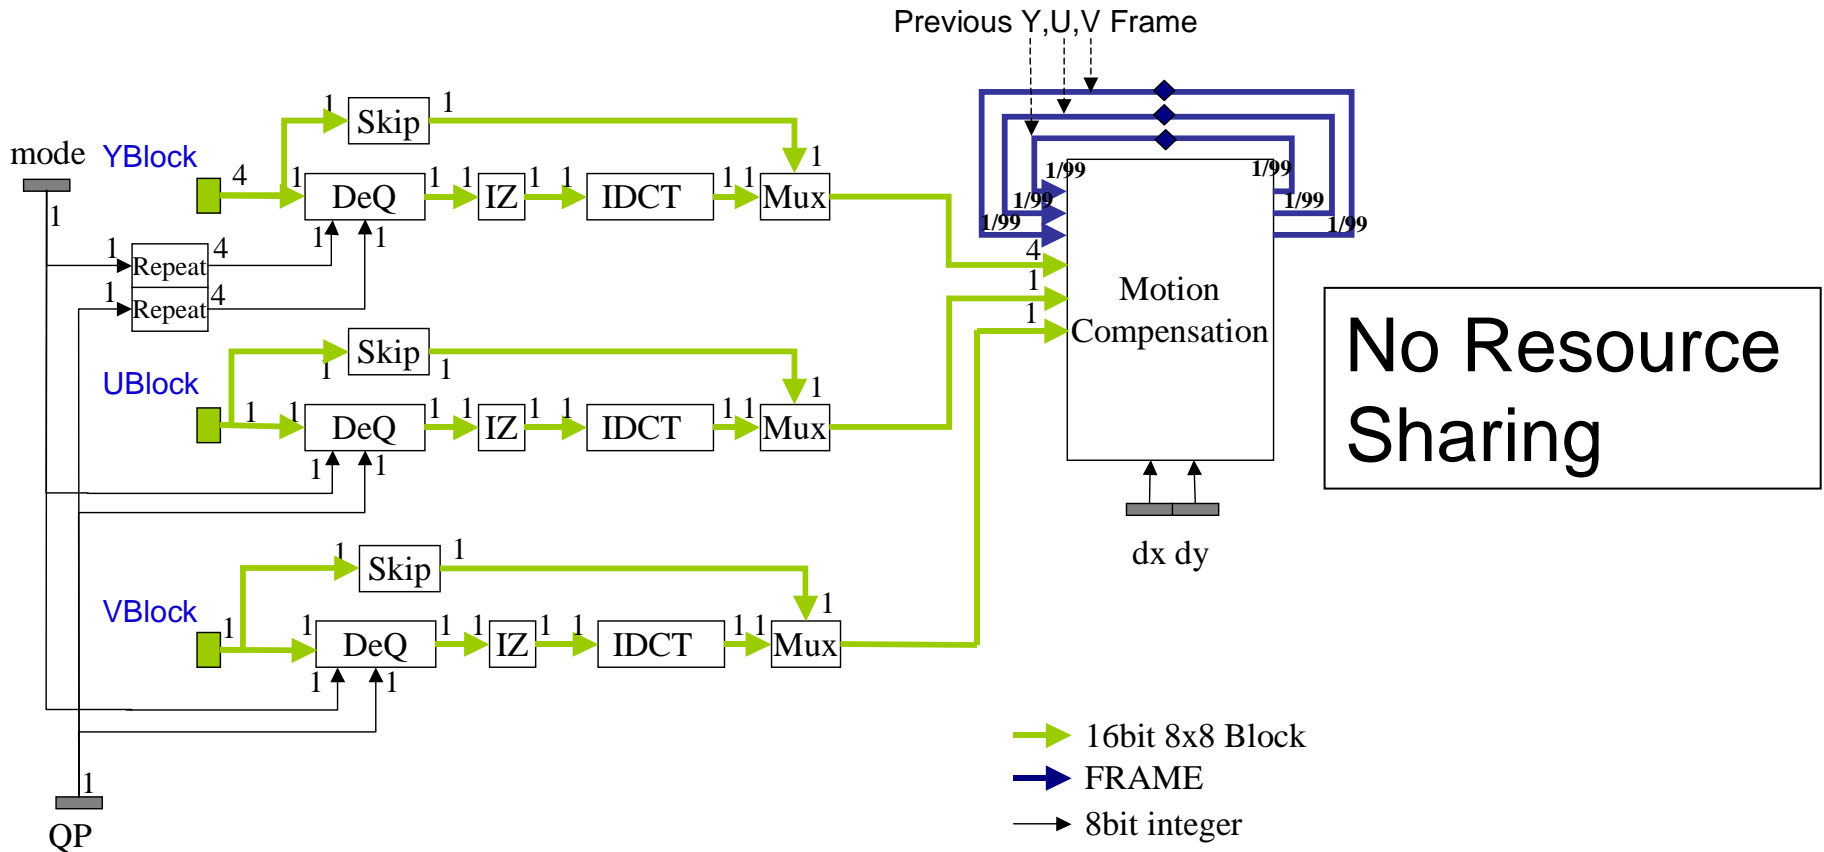 Previous Y,U,V Frame
1 Skip 1
mode YBlock 4 1 DeQ 1 1 IZ 1 1 IDCT 1 1 Mux 1
1
1 1
1 Repeat 4
1 Repeat 4
1/99 1/99
1/99 1/99
1/99 1/99
4
1
1
Motion
Compensation
No Resource
Sharing
Skip
1 1
UBlock 1 1 DeQ 1 1 IZ 1 1 IDCT 1 1 Mux 1
1 1
dx dy
1 Skip 1
VBlock 1 1 DeQ 1 1 IZ 1 1 IDCT 1 1 Mux 1
1 1
1
QP
16bit 8x8 Block
FRAME
8bit integer